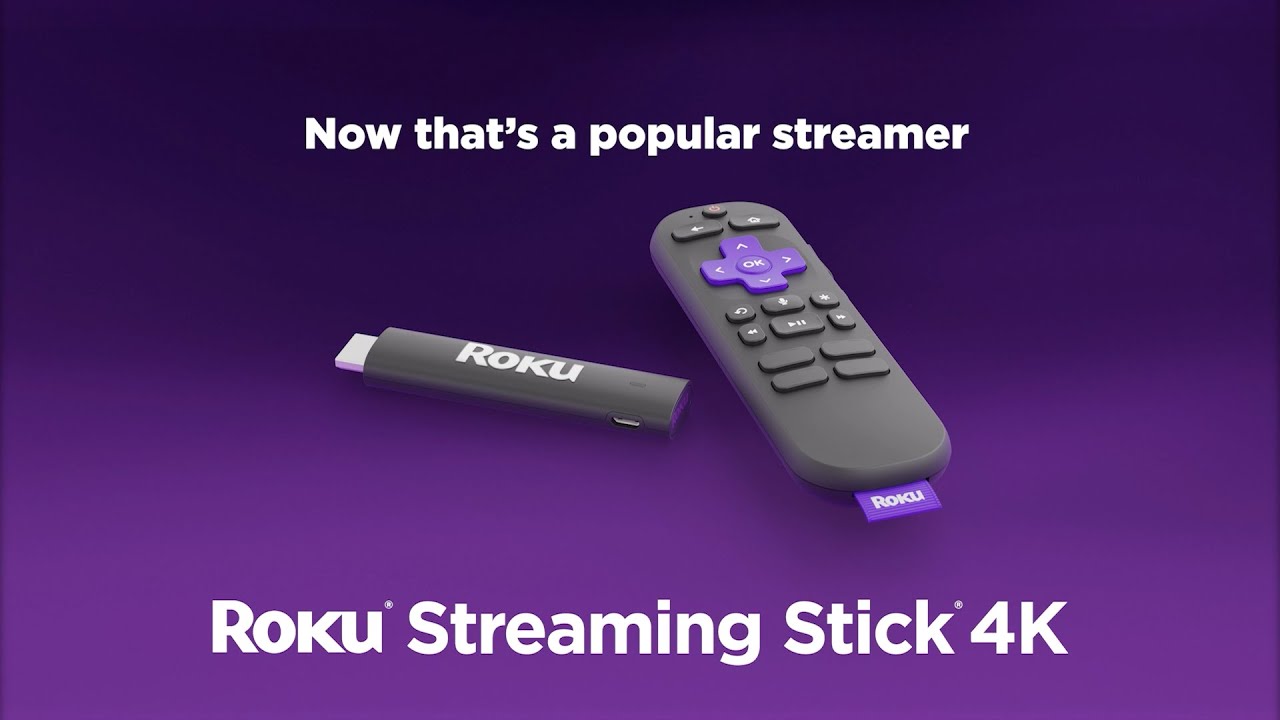 Now that's a popular streamer
OK
Roku
Roku
Roku® Streaming Stick® 4K